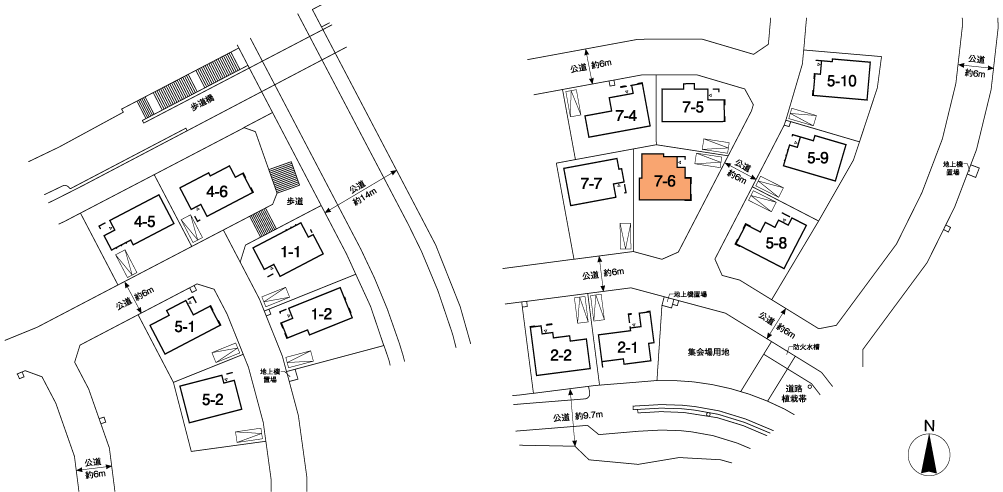 歩道橋
4-6
4-5
歩道
公道
約14m
1-1
公道 約6m
1-2
5-1
地上機
置場
5-2
公道
約6m
公道 約6m
7-4
7-5
5-10
公道
約6m
5-9
地上機
置場
公道
約6m
7-7
7-6
5-8
公道 約6m
地上機置場
公道 約6m
2-2
2-1
集会場用地
防火水槽
道路
植栽帯
公道 約9.7m
N